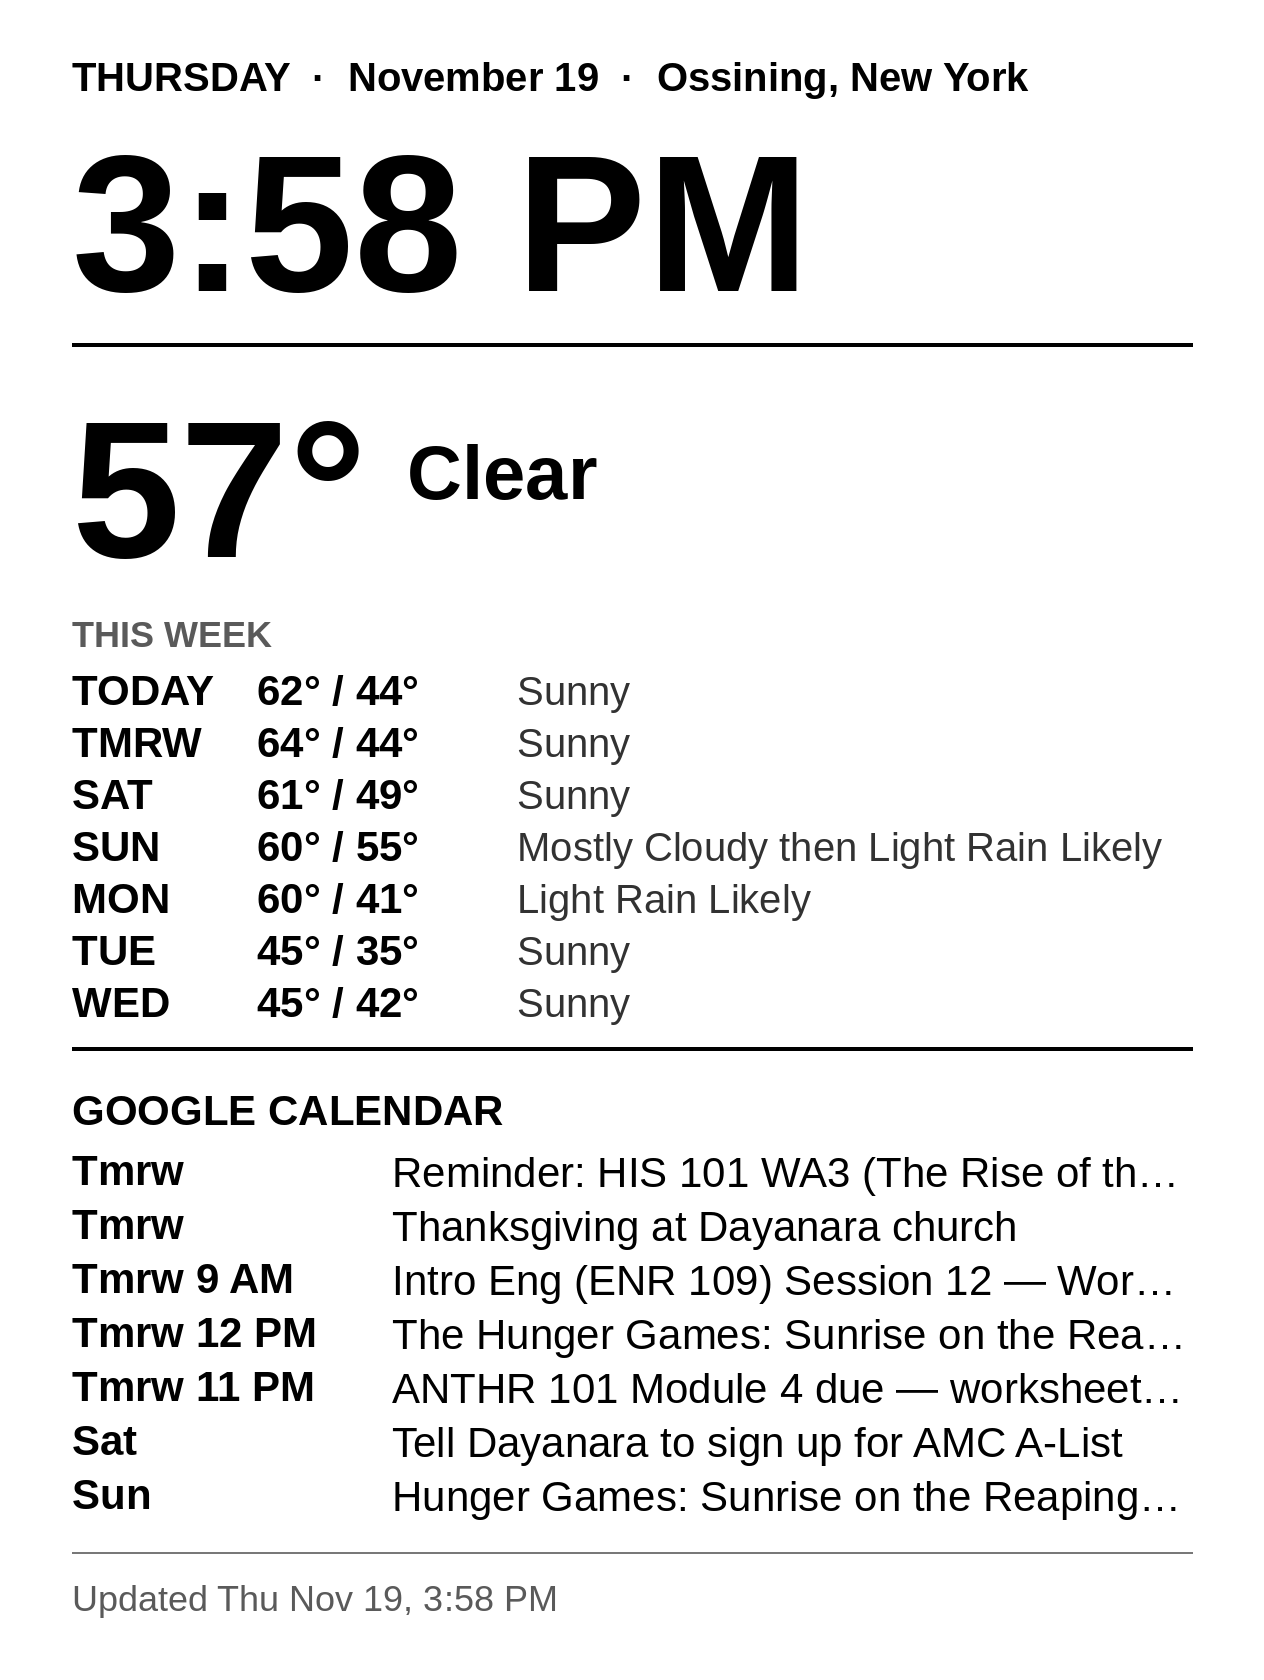 THURSDAY · November 19 · Ossining, New York
3:58 PM
57° Clear
THIS WEEK
TODAY 62° / 44° Sunny
TMRW 64° / 44° Sunny
SAT 61° / 49° Sunny
SUN 60° / 55° Mostly Cloudy then Light Rain Likely
MON 60° / 41° Light Rain Likely
TUE 45° / 35° Sunny
WED 45° / 42° Sunny
GOOGLE CALENDAR
Tmrw Reminder: HIS 101 WA3 (The Rise of th…
Tmrw Thanksgiving at Dayanara church
Tmrw 9 AM Intro Eng (ENR 109) Session 12 — Wor…
Tmrw 12 PM The Hunger Games: Sunrise on the Rea…
Tmrw 11 PM ANTHR 101 Module 4 due — worksheet…
Sat Tell Dayanara to sign up for AMC A-List
Sun Hunger Games: Sunrise on the Reaping…
Updated Thu Nov 19, 3:58 PM